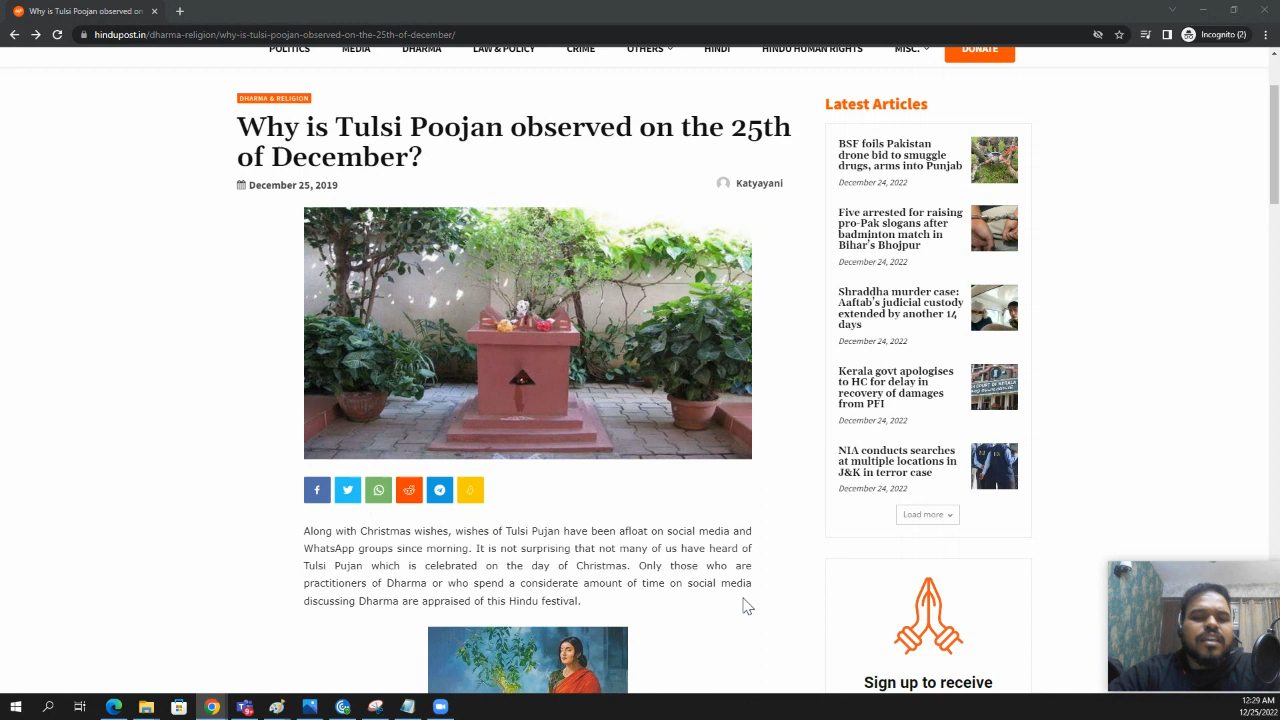 Why is Tulsi Poojan observed on
hindupost.in/dharma-religion/why-is-tulsi-poojan-observed-on-the-25th-of-december/
Incognito (2)
POLITICS MEDIA DHARMA LAW & POLICY CRIME OTHERS HINDI HINDU HUMAN RIGHTS MISC. DONATE
DHARMA & RELIGION
Why is Tulsi Poojan observed on the 25th
of December?
December 25, 2019
Katyayani
Along with Christmas wishes, wishes of Tulsi Pujan have been afloat on social media and
WhatsApp groups since morning. It is not surprising that not many of us have heard of
Tulsi Pujan which is celebrated on the day of Christmas. Only those who are
practitioners of Dharma or who spend a considerate amount of time on social media
discussing Dharma are appraised of this Hindu festival.
Latest Articles
BSF foils Pakistan
drone bid to smuggle
drugs, arms into Punjab
December 24, 2022
Five arrested for raising
pro-Pak slogans after
badminton match in
Bihar's Bhojpur
December 24, 2022
Shraddha murder case:
Aaftab's judicial custody
extended by another 14
days
December 24, 2022
Kerala govt apologises
to HC for delay in
recovery of damages
from PFI
December 24, 2022
NIA conducts searches
at multiple locations in
J&K in terror case
December 24, 2022
Load more
Sign up to receive
12:29 AM
12/25/2022